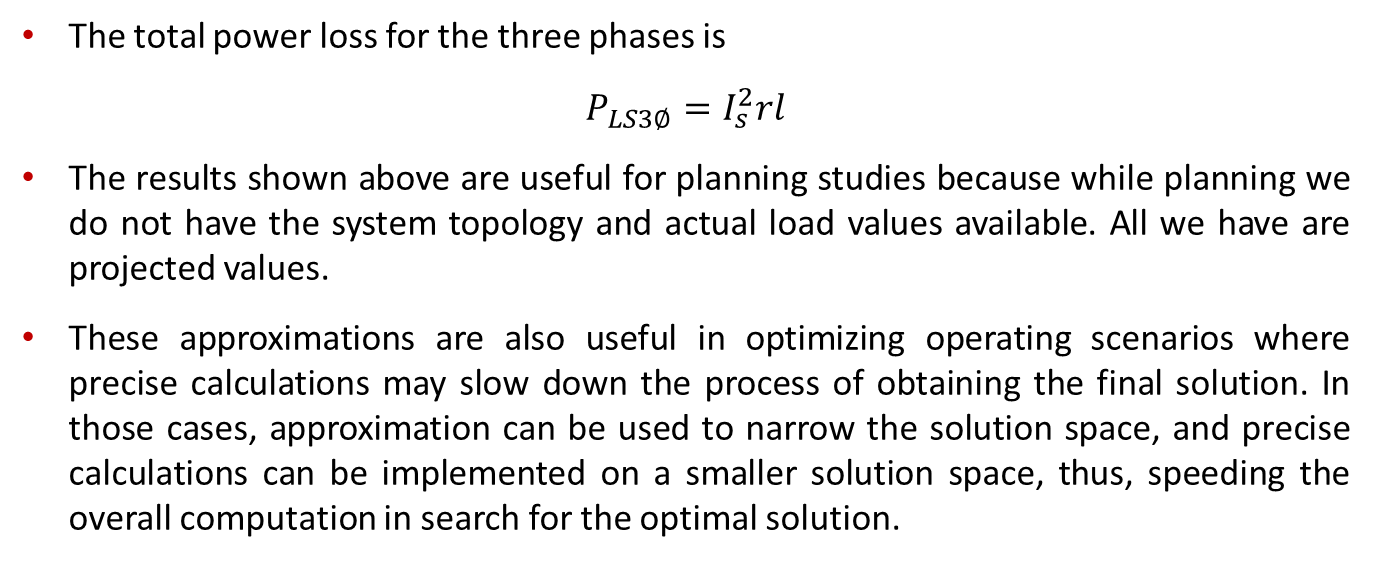 • The total power loss for the three phases is
P_{LS3∅} = I_s^2 rl
• The results shown above are useful for planning studies because while planning we
do not have the system topology and actual load values available. All we have are
projected values.
• These approximations are also useful in optimizing operating scenarios where
precise calculations may slow down the process of obtaining the final solution. In
those cases, approximation can be used to narrow the solution space, and precise
calculations can be implemented on a smaller solution space, thus, speeding the
overall computation in search for the optimal solution.